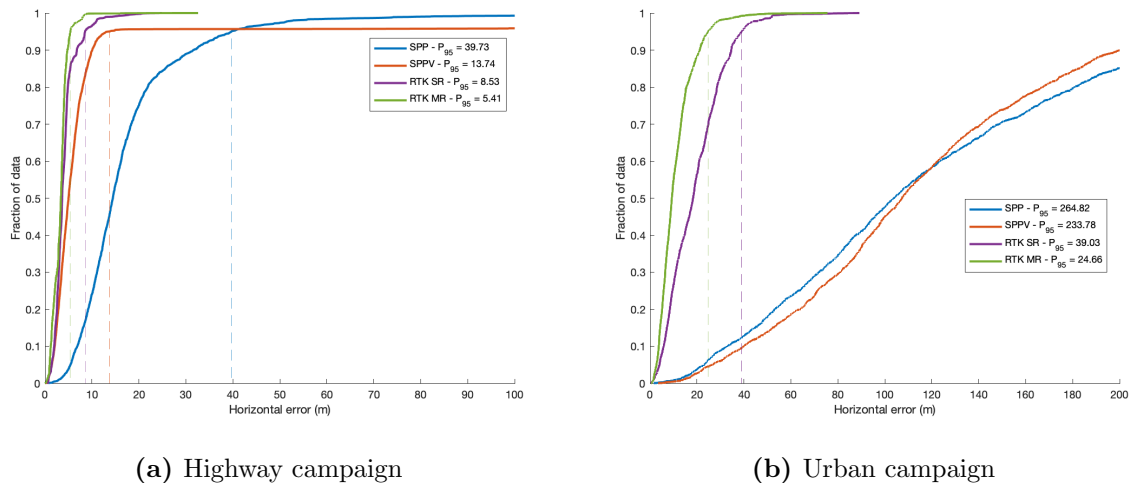 1
0.9
0.8
0.7
0.6
0.5
0.4
0.3
0.2
0.1
0
Fraction of data
SPP - P95 = 39.73
SPPV - P95 = 13.74
RTK SR - P95 = 8.53
RTK MR - P95 = 5.41
0 10 20 30 40 50 60 70 80 90 100
Horizontal error (m)
(a) Highway campaign
1
0.9
0.8
0.7
0.6
0.5
0.4
0.3
0.2
0.1
0
Fraction of data
SPP - P95 = 264.82
SPPV - P95 = 233.78
RTK SR - P95 = 39.03
RTK MR - P95 = 24.66
0 20 40 60 80 100 120 140 160 180 200
Horizontal error (m)
(b) Urban campaign